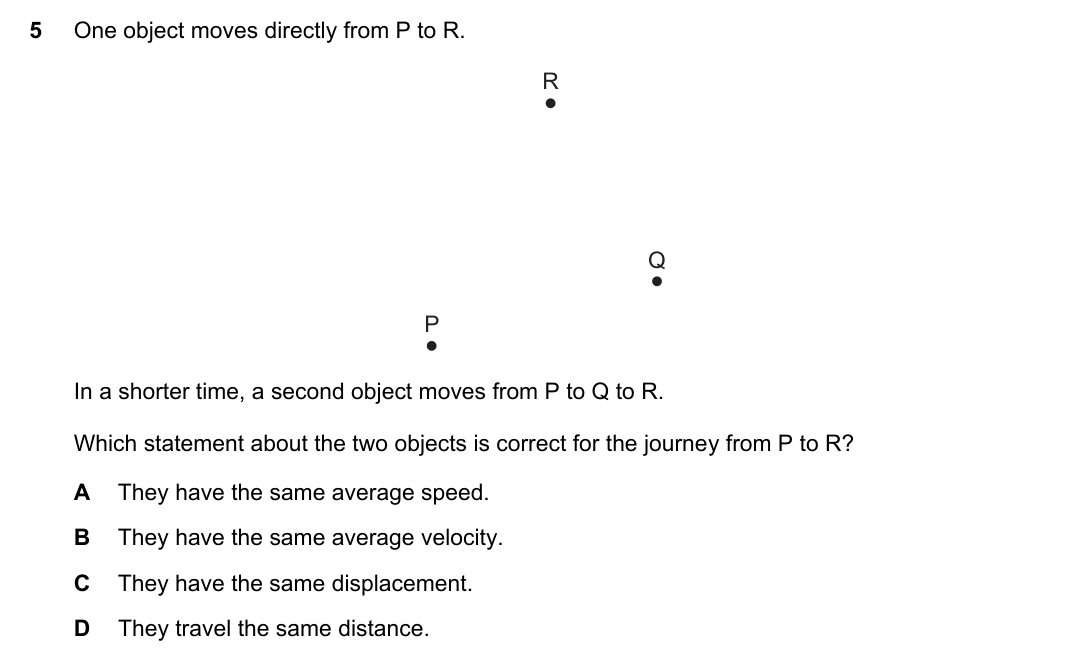 5 One object moves directly from P to R.
R
Q
P
In a shorter time, a second object moves from P to Q to R.
Which statement about the two objects is correct for the journey from P to R?
A They have the same average speed.
B They have the same average velocity.
C They have the same displacement.
D They travel the same distance.